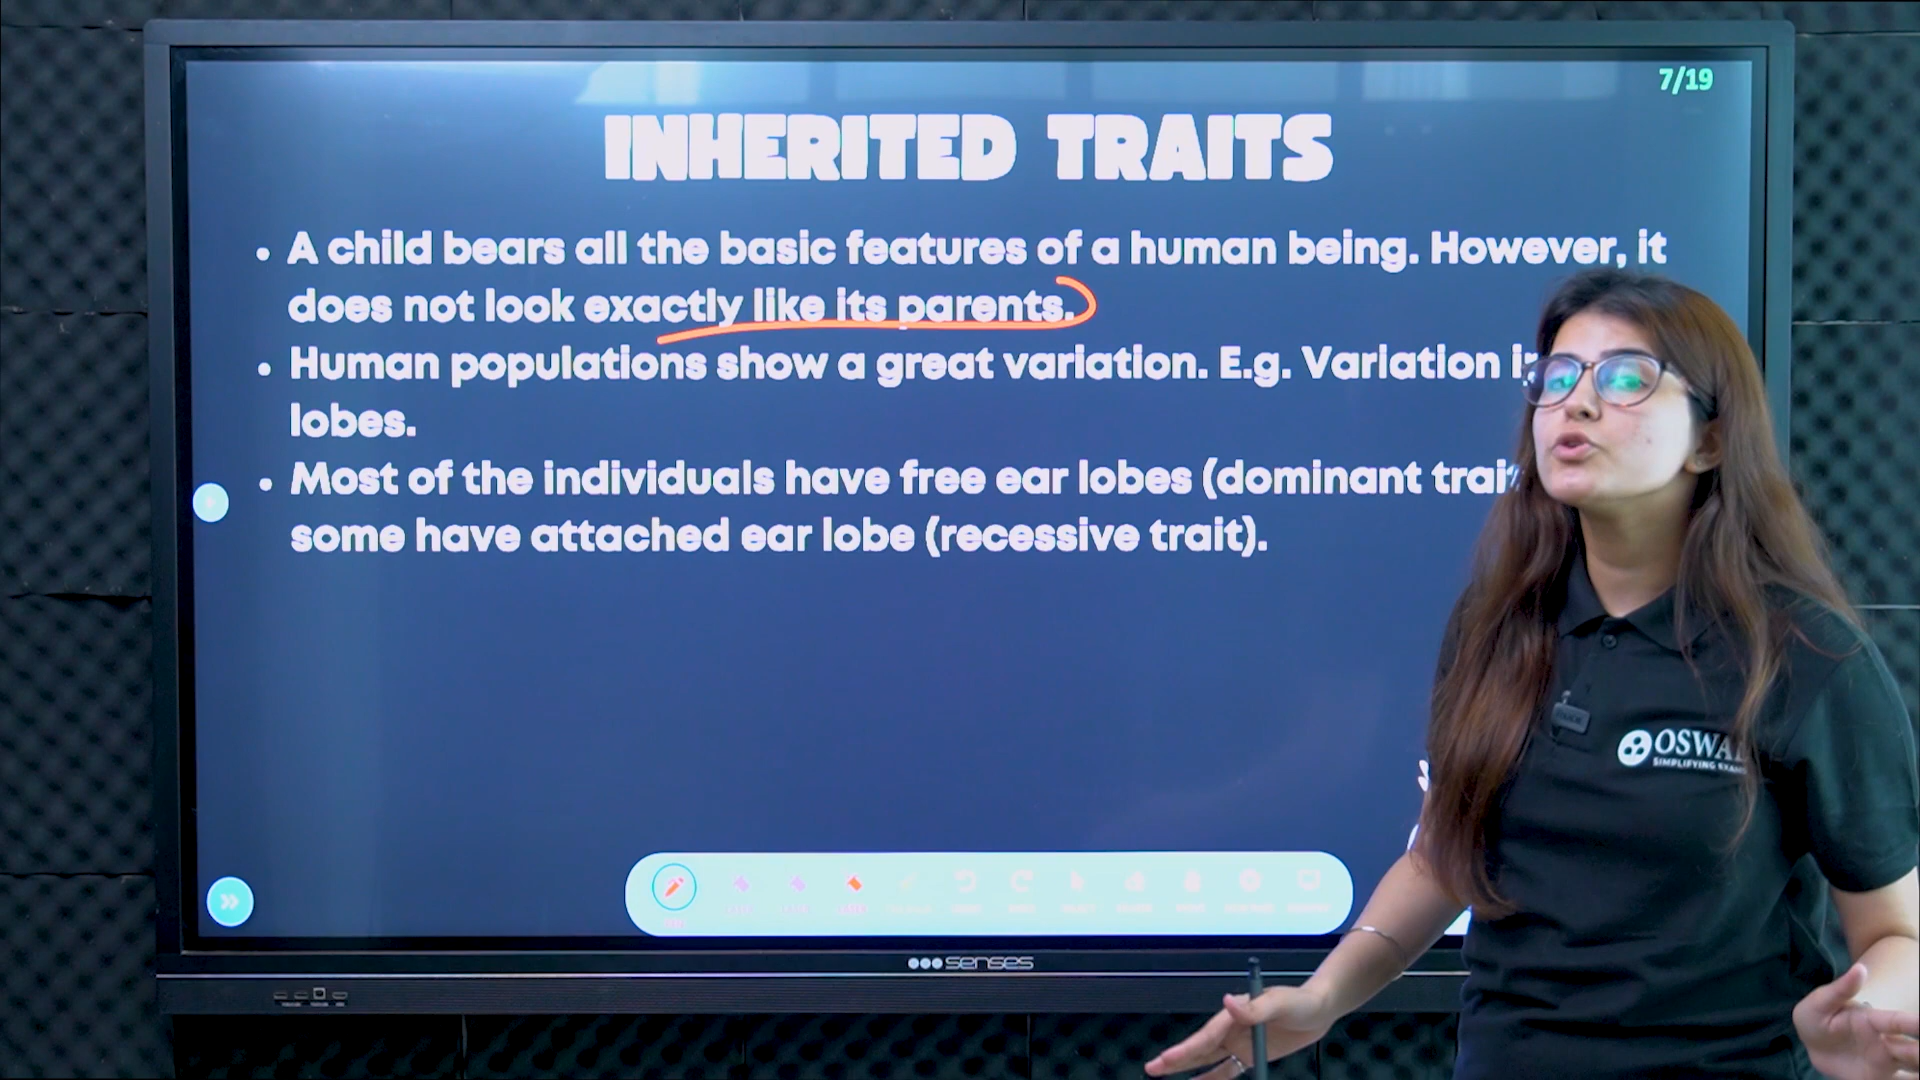 7/19
INHERITED TRAITS
• A child bears all the basic features of a human being. However, it
does not look exactly like its parents.
• Human populations show a great variation. E.g. Variation
lobes.
• Most of the individuals have free ear lobes (dominant
some have attached ear lobe (recessive trait).
SIMPLIFYING
senses